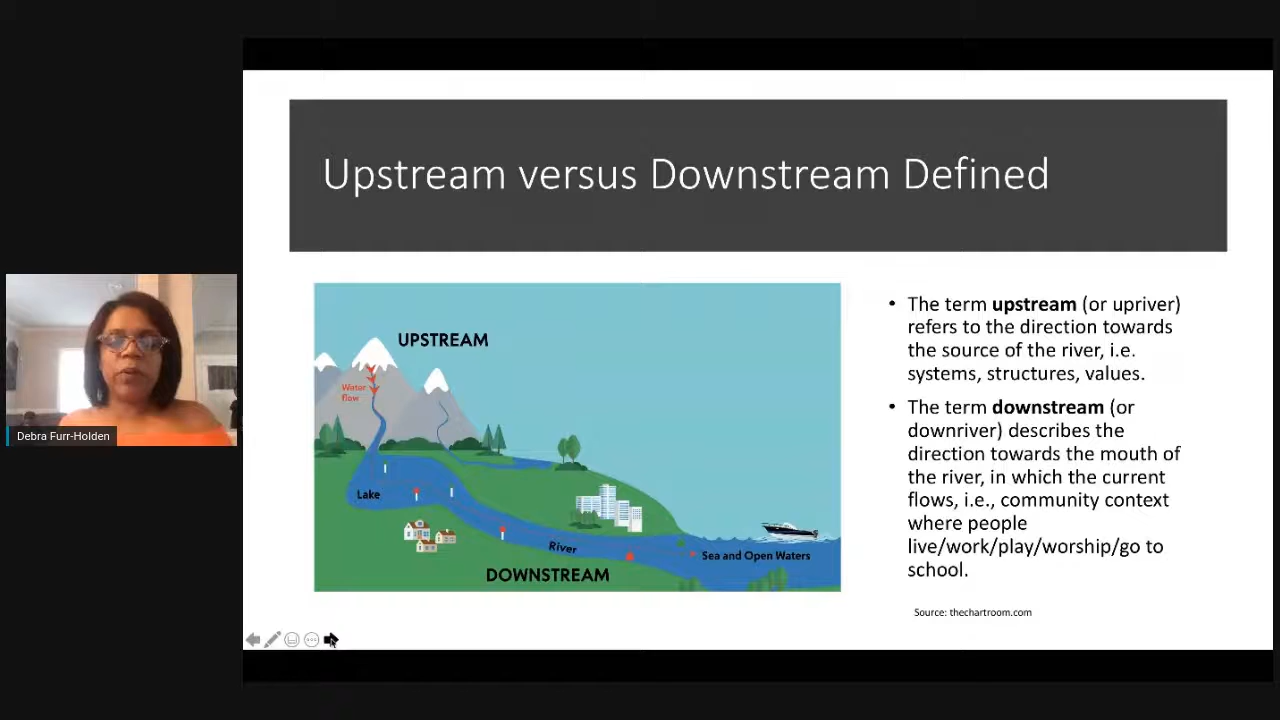 Upstream versus Downstream Defined
UPSTREAM
Water
flow
Lake
River
Sea and Open Waters
DOWNSTREAM
• The term upstream (or upriver)
refers to the direction towards
the source of the river, i.e.
systems, structures, values.
• The term downstream (or
downriver) describes the
direction towards the mouth of
the river, in which the current
flows, i.e., community context
where people
live/work/play/worship/go to
school.
Source: thechartroom.com
Debra Furr-Holden